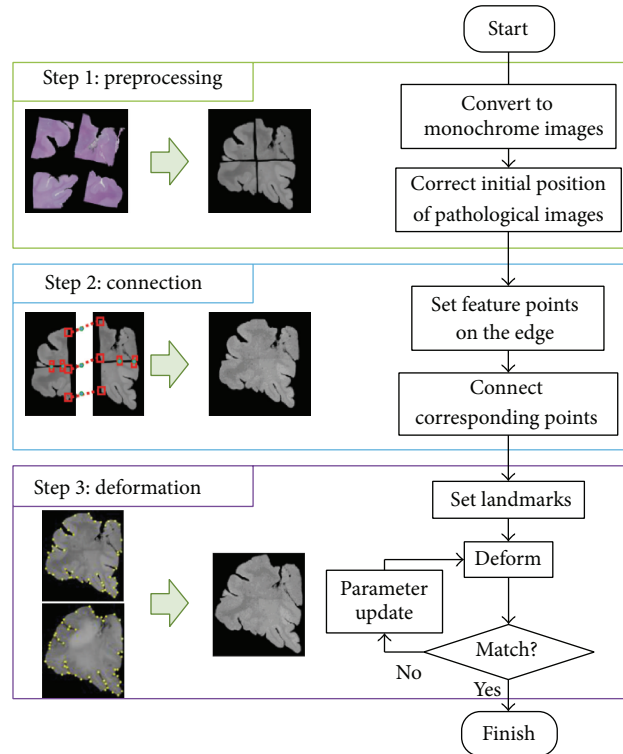 Start
Step 1: preprocessing
Convert to
monochrome images
Correct initial position
of pathological images
Step 2: connection
Set feature points
on the edge
Connect
corresponding points
Step 3: deformation
Set landmarks
Deform
Parameter
update
Match?
No
Yes
Finish